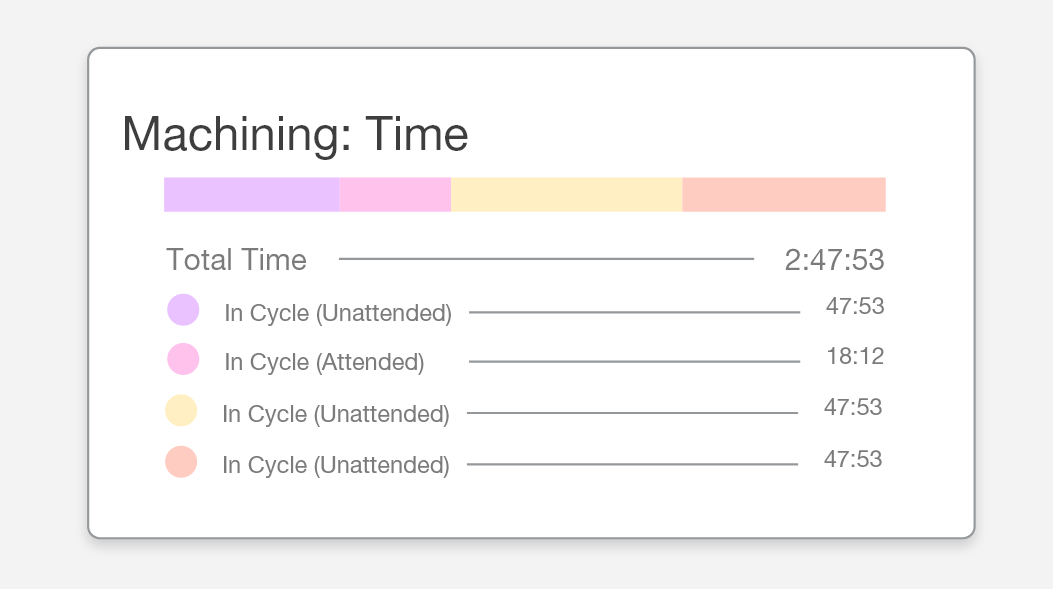 Machining: Time
Total Time 2:47:53
In Cycle (Unattended) 47:53
In Cycle (Attended) 18:12
In Cycle (Unattended) 47:53
In Cycle (Unattended) 47:53